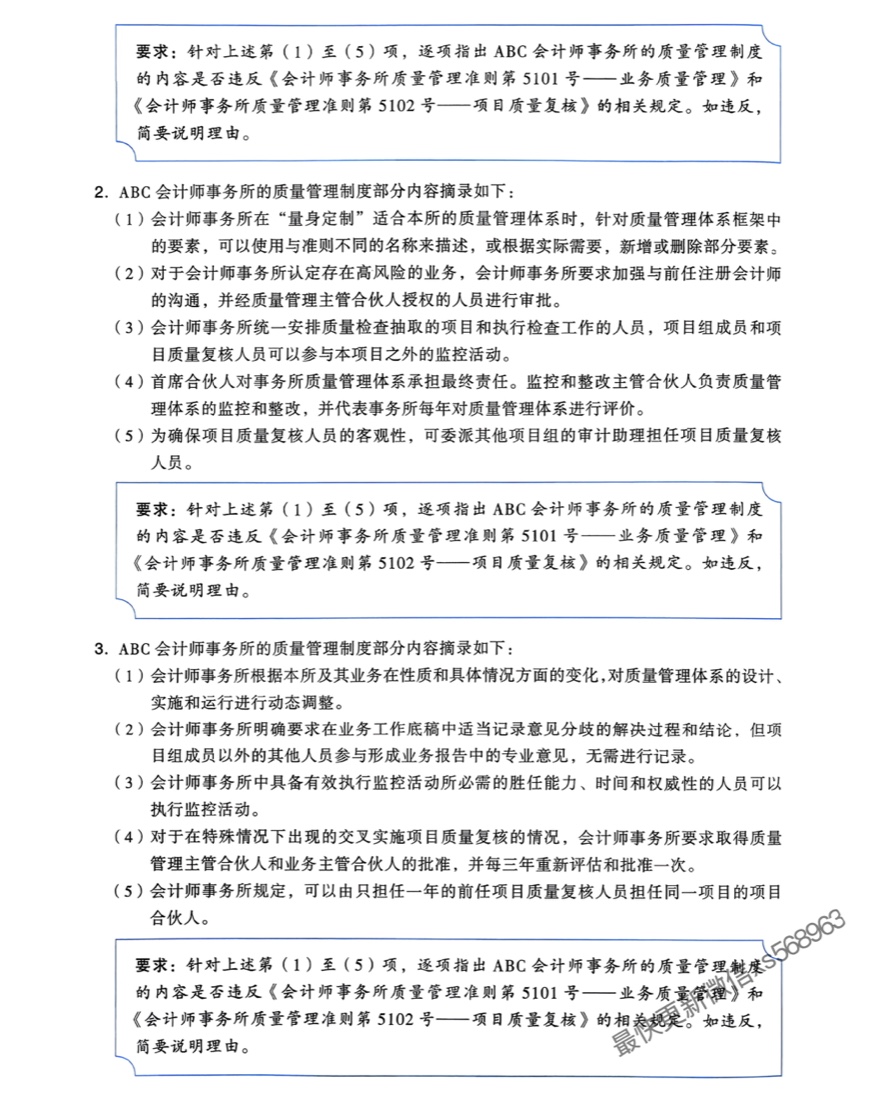 要求：针对上述第（1）至（5）项，逐项指出 ABC 会计师事务所的质量管理制度
的内容是否违反《会计师事务所质量管理准则第 5101 号——业务质量管理》和
《会计师事务所质量管理准则第 5102 号——项目质量复核》的相关规定。如违反，
简要说明理由。
2. ABC 会计师事务所的质量管理制度部分内容摘录如下：
（1）会计师事务所在“量身定制”适合本所的质量管理体系时，针对质量管理体系框架中
的要素，可以使用与准则不同的名称来描述，或根据实际需要，新增或删除部分要素。
（2）对于会计师事务所认定存在高风险的业务，会计师事务所要求加强与前任注册会计师
的沟通，并经质量管理主管合伙人授权的人员进行审批。
（3）会计师事务所统一安排质量检查抽取的项目和执行检查工作的人员，项目组成员和项
目质量复核人员可以参与本项目之外的监控活动。
（4）首席合伙人对事务所质量管理体系承担最终责任。监控和整改主管合伙人负责质量管
理体系的监控和整改，并代表事务所每年对质量管理体系进行评价。
（5）为确保项目质量复核人员的客观性，可委派其他项目组的审计助理担任项目质量复核
人员。
要求：针对上述第（1）至（5）项，逐项指出 ABC 会计师事务所的质量管理制度
的内容是否违反《会计师事务所质量管理准则第 5101 号——业务质量管理》和
《会计师事务所质量管理准则第 5102 号——项目质量复核》的相关规定。如违反，
简要说明理由。
3. ABC 会计师事务所的质量管理制度部分内容摘录如下：
（1）会计师事务所根据本所及其业务在性质和具体情况方面的变化，对质量管理体系的设计、
实施和运行进行动态调整。
（2）会计师事务所明确要求在业务工作底稿中适当记录意见分歧的解决过程和结论，但项
目组成员以外的其他人员参与形成业务报告中的专业意见，无需进行记录。
（3）会计师事务所中具备有效执行监控活动所必需的胜任能力、时间和权威性的人员可以
执行监控活动。
（4）对于在特殊情况下出现的交叉实施项目质量复核的情况，会计师事务所要求取得质量
管理主管合伙人和业务主管合伙人的批准，并每三年重新评估和批准一次。
（5）会计师事务所规定，可以由只担任一年的前任项目质量复核人员担任同一项目的项目
合伙人。
要求：针对上述第（1）至（5）项，逐项指出 ABC 会计师事务所的质量管理制度
的内容是否违反《会计师事务所质量管理准则第 5101 号——业务质量管理》和
《会计师事务所质量管理准则第 5102 号——项目质量复核》的相关规定。如违反，
简要说明理由。
最快更新微信xs568963